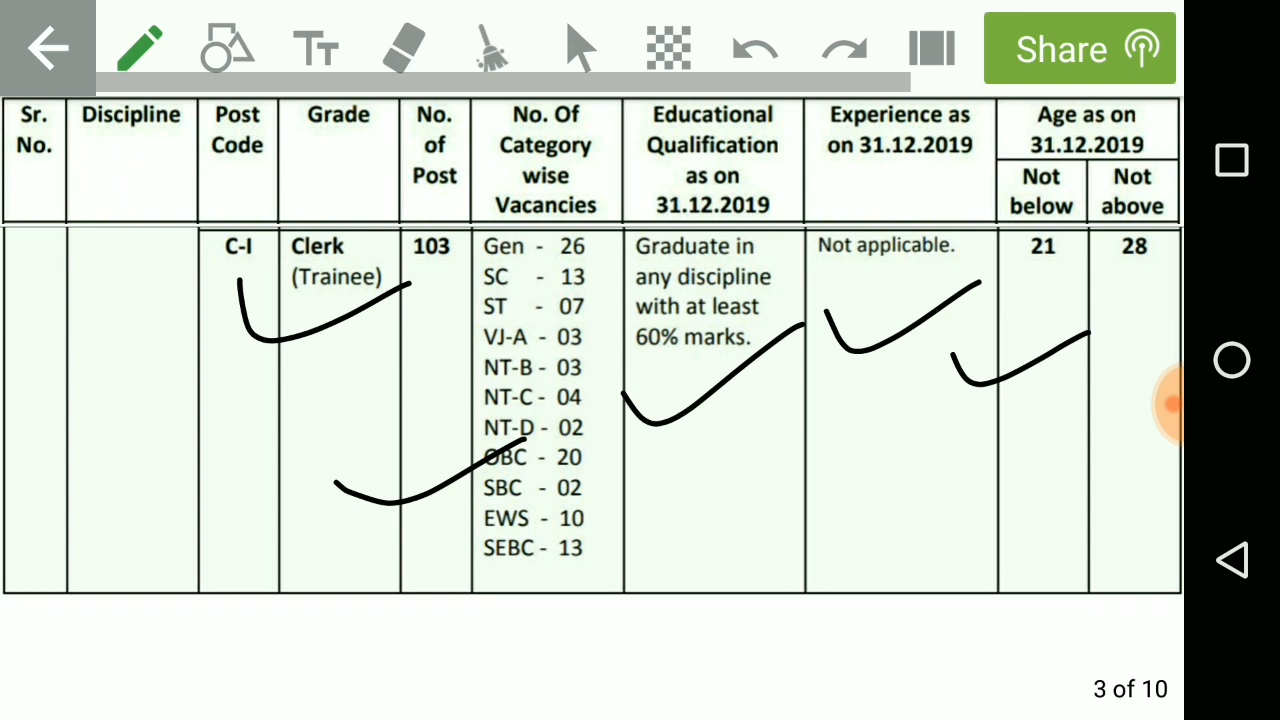 Share
Sr. No.
Discipline
Post Code
Grade
No. of Post
No. Of Category wise Vacancies
Educational Qualification as on 31.12.2019
Experience as on 31.12.2019
Age as on 31.12.2019
Not below
Not above
C-I
Clerk
(Trainee)
103
Gen - 26
SC - 13
ST - 07
VJ-A - 03
NT-B - 03
NT-C - 04
NT-D - 02
OBC - 20
SBC - 02
EWS - 10
SEBC - 13
Graduate in
any discipline
with at least
60% marks.
Not applicable.
21
28
3 of 10